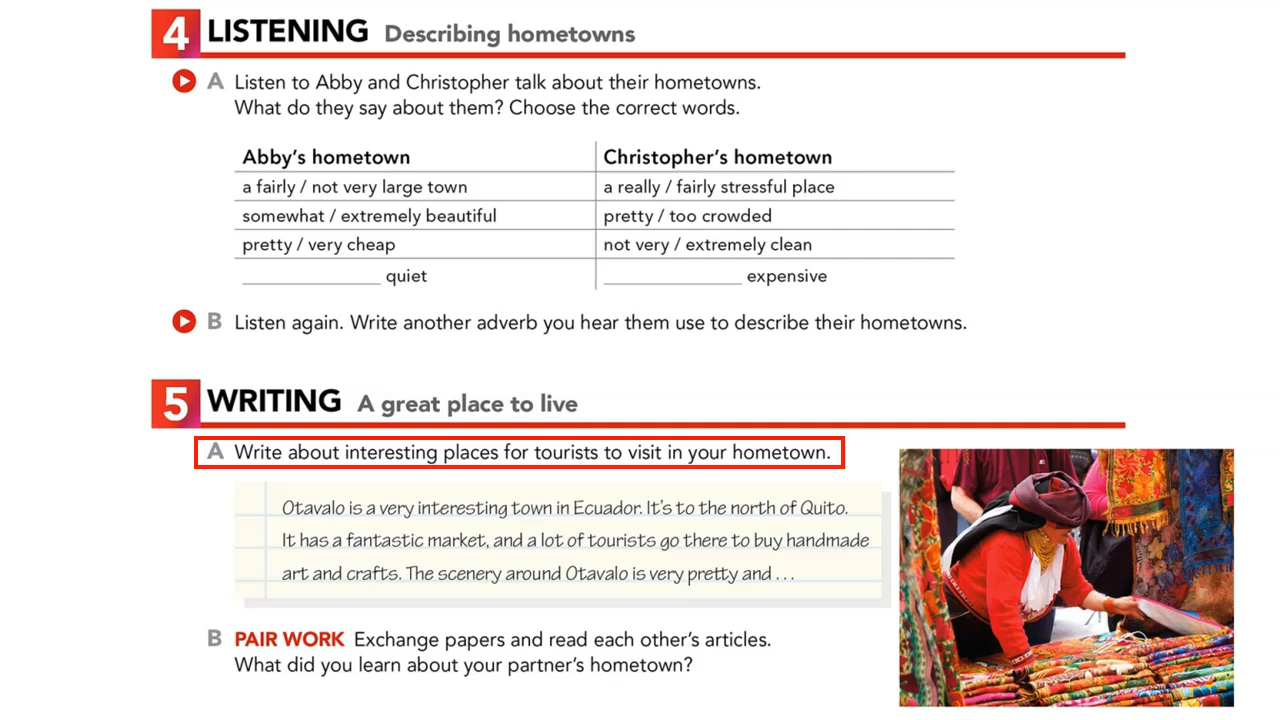 4 LISTENING Describing hometowns
A Listen to Abby and Christopher talk about their hometowns.
What do they say about them? Choose the correct words.
Abby's hometown Christopher's hometown
a fairly / not very large town a really / fairly stressful place
somewhat / extremely beautiful pretty / too crowded
pretty / very cheap not very / extremely clean
______________ quiet ______________ expensive
B Listen again. Write another adverb you hear them use to describe their hometowns.
5 WRITING A great place to live
A Write about interesting places for tourists to visit in your hometown.
Otavalo is a very interesting town in Ecuador. It's to the north of Quito.
It has a fantastic market, and a lot of tourists go there to buy handmade
art and crafts. The scenery around Otavalo is very pretty and . . .
B PAIR WORK Exchange papers and read each other's articles.
What did you learn about your partner's hometown?